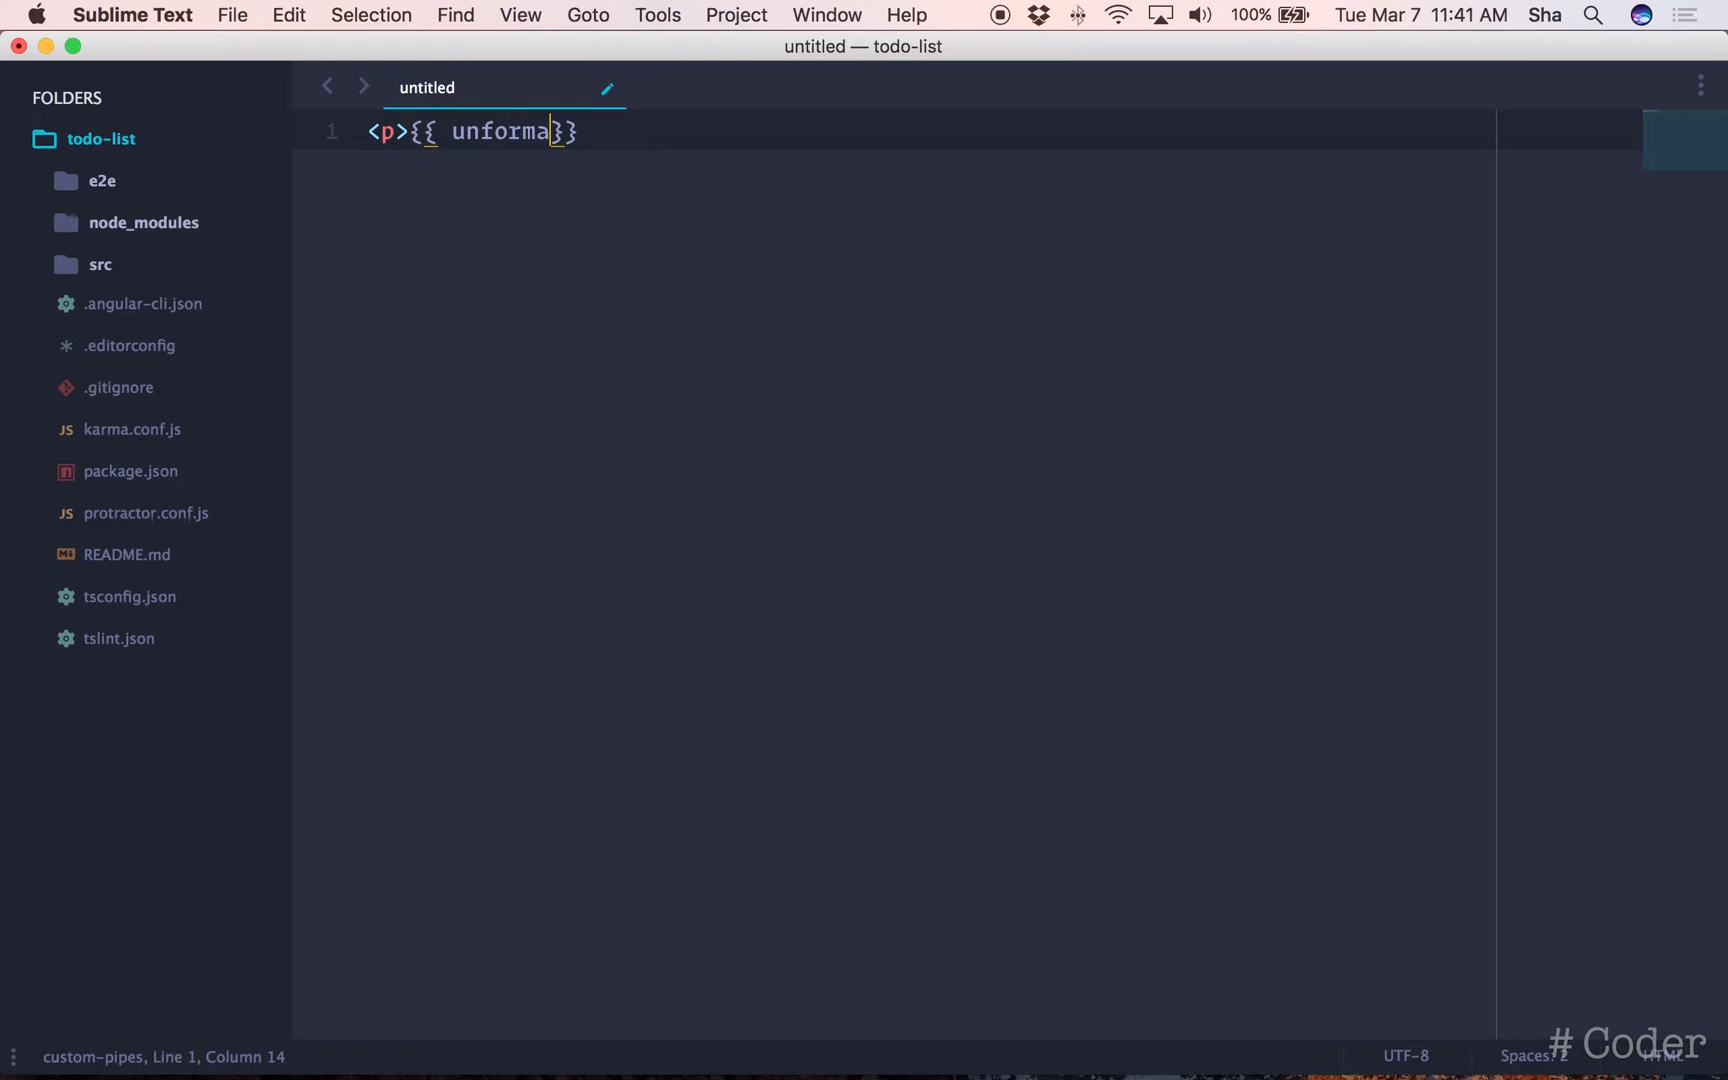 Sublime Text File Edit Selection Find View Goto Tools Project Window Help 100% Tue Mar 7 11:41 AM Sha
untitled — todo-list
FOLDERS
untitled
todo-list
1 <p>{{ unforma}}
e2e
node_modules
src
.angular-cli.json
.editorconfig
.gitignore
JS karma.conf.js
package.json
JS protractor.conf.js
README.md
tsconfig.json
tslint.json
custom-pipes, Line 1, Column 14
UTF-8
Spaces: 2
HTML
# Coder